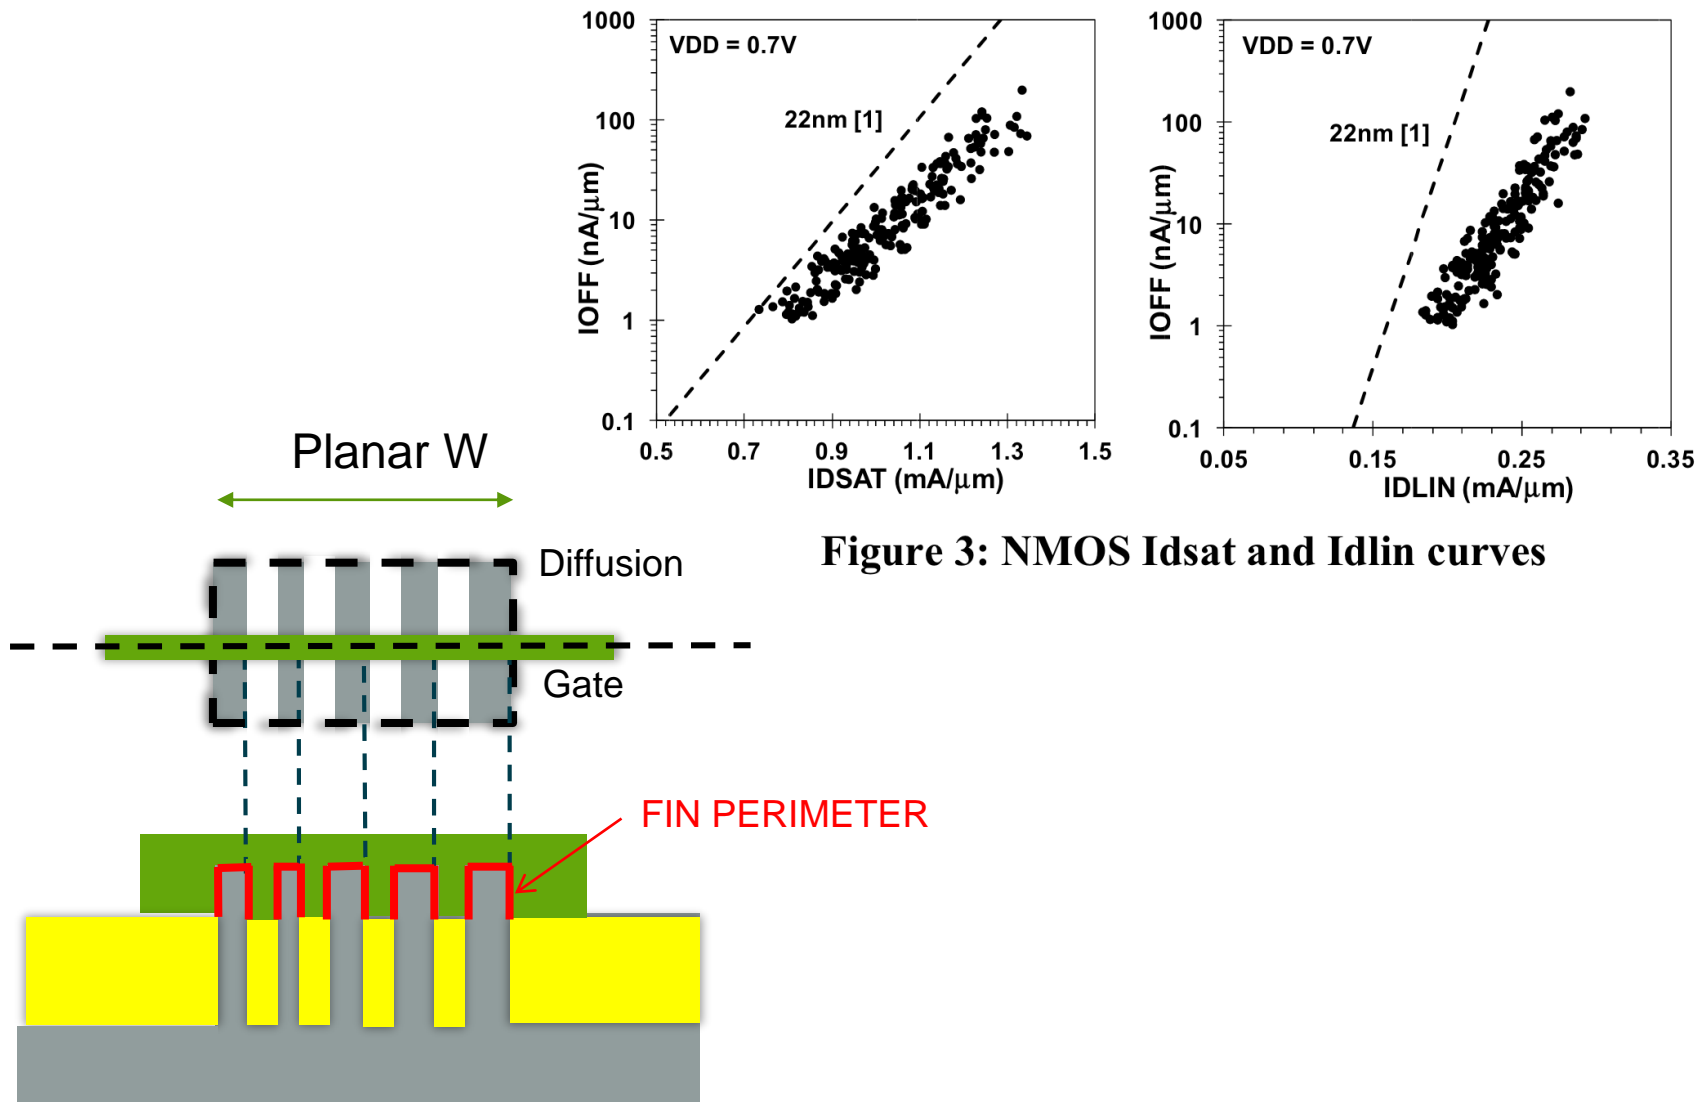 1000
100
10
1
0.1
IOFF (nA/μm)
VDD = 0.7V
22nm [1]
0.5 0.7 0.9 1.1 1.3 1.5
IDSAT (mA/μm)
1000
100
10
1
0.1
IOFF (nA/μm)
VDD = 0.7V
22nm [1]
0.05 0.15 0.25 0.35
IDLIN (mA/μm)
Figure 3: NMOS Idsat and Idlin curves
Planar W
Diffusion
Gate
FIN PERIMETER